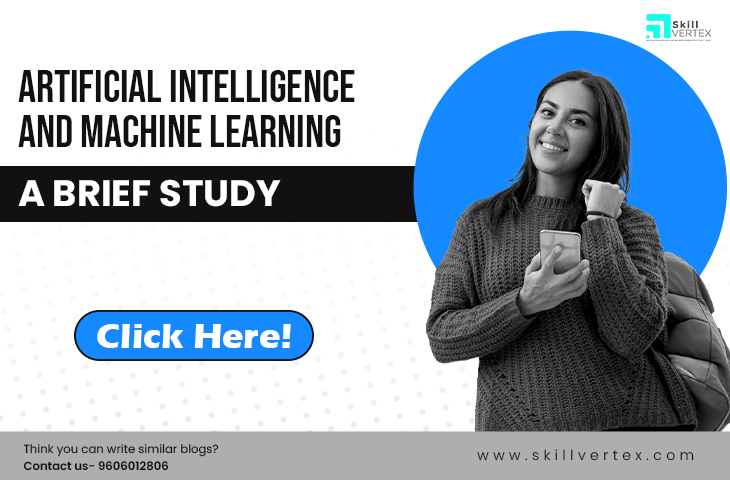 Skill
VERTEX
ARTIFICIAL INTELLIGENCE
AND MACHINE LEARNING
A BRIEF STUDY
Click Here!
Think you can write similar blogs?
Contact us- 9606012806
www.skillvertex.com